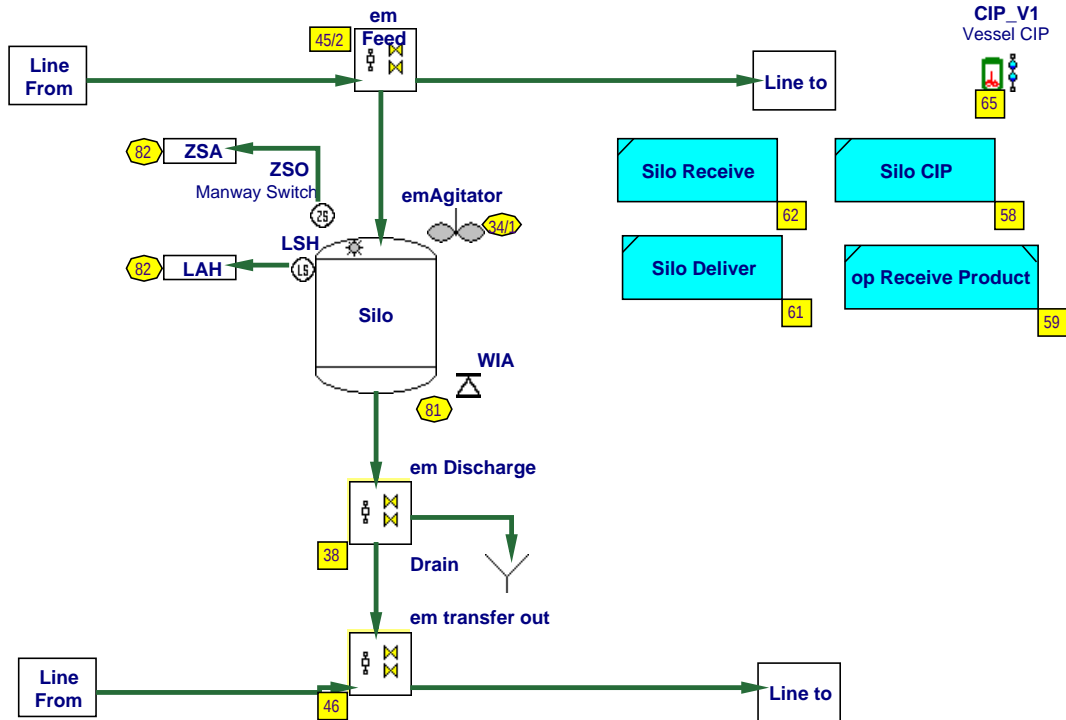 em
Feed
45/2
CIP_V1
Vessel CIP
65
Line
From
Line to
82
ZSA
ZSO
Manway Switch
ZS
emAgitator
34/1
Silo Receive
62
Silo CIP
58
LSH
82
LAH
LS
Silo Deliver
61
op Receive Product
59
Silo
WIA
81
em Discharge
38
Drain
em transfer out
Line
From
46
Line to